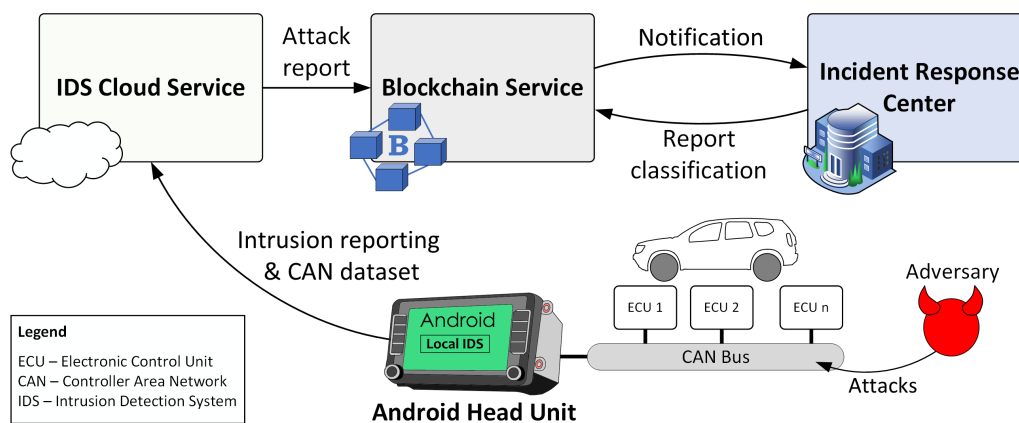 IDS Cloud Service
Attack
report
Blockchain Service
B
Notification
Report
classification
Incident Response
Center
Intrusion reporting
& CAN dataset
Android
Local IDS
Android Head Unit
ECU 1
ECU 2
ECU n
CAN Bus
Adversary
Attacks
Legend
ECU – Electronic Control Unit
CAN – Controller Area Network
IDS – Intrusion Detection System